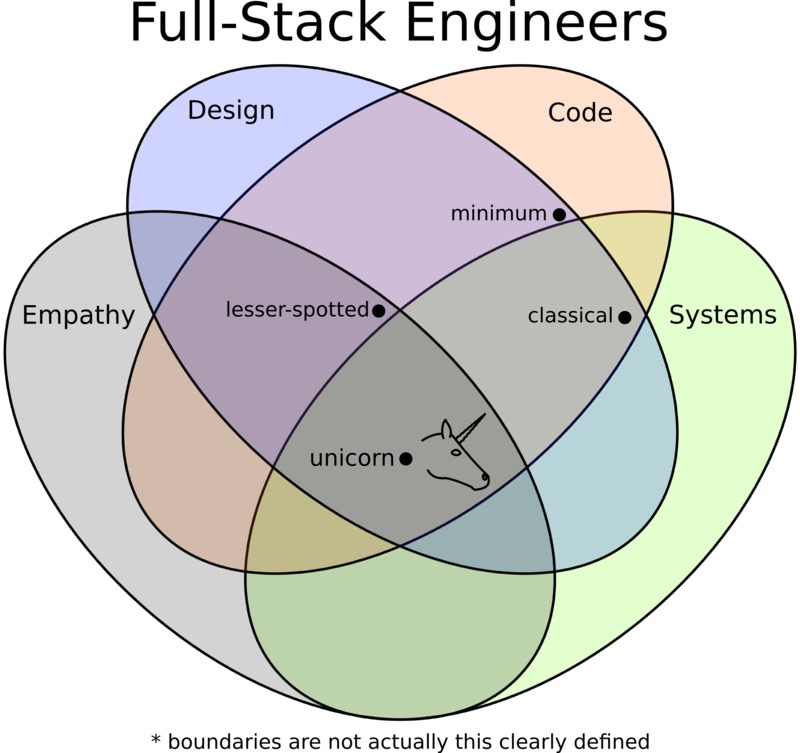 Full-Stack Engineers
Design
Code
minimum
lesser-spotted
Empathy
classical
Systems
unicorn
* boundaries are not actually this clearly defined